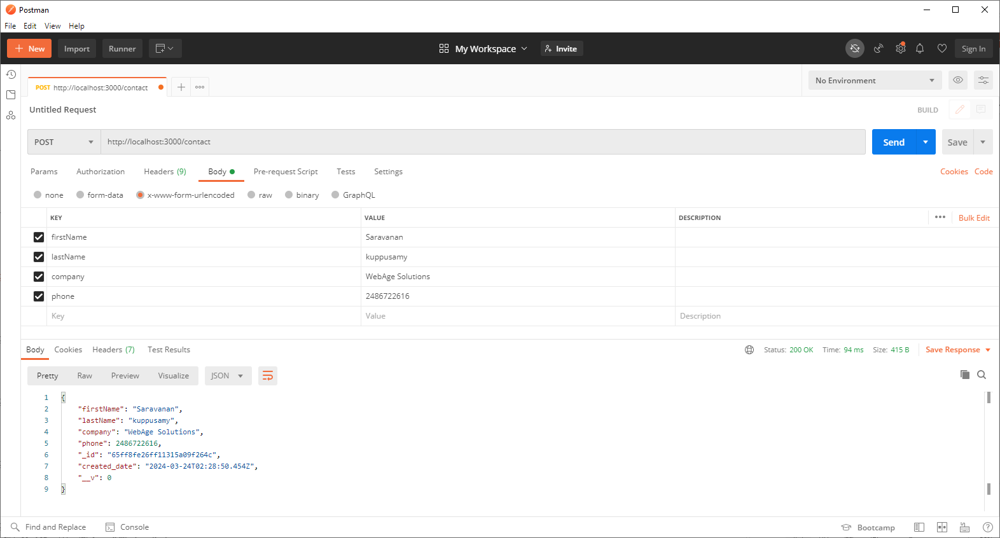 Postman
File Edit View Help
New Import Runner My Workspace Invite Sign In
POST http://localhost:3000/contact No Environment
Untitled Request BUILD
POST http://localhost:3000/contact Send Save
Params Authorization Headers (9) Body Pre-request Script Tests Settings Cookies Code
none form-data x-www-form-urlencoded raw binary GraphQL
KEY VALUE DESCRIPTION Bulk Edit
firstName Saravanan
lastName kuppusamy
company WebAge Solutions
phone 2486722616
Key Value Description
Body Cookies Headers (7) Test Results Status: 200 OK Time: 94 ms Size: 415 B Save Response
Pretty Raw Preview Visualize JSON
1 {
2 "firstName": "Saravanan",
3 "lastName": "kuppusamy",
4 "company": "WebAge Solutions",
5 "phone": 2486722616,
6 "_id": "65ff8fe26ff11315a09f264c",
7 "created_date": "2024-03-24T02:28:50.454Z",
8 "__v": 0
9 }
Find and Replace Console Bootcamp